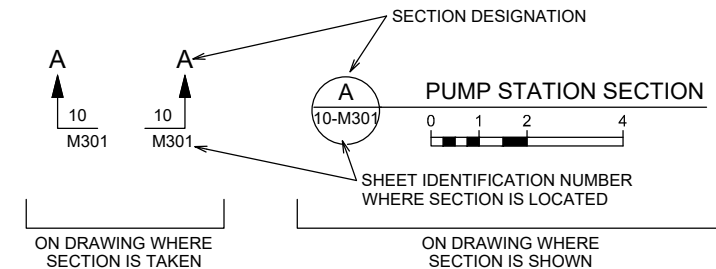 SECTION DESIGNATION
A A
10 10
M301 M301
A
10-M301
PUMP STATION SECTION
0 1 2 4
SHEET IDENTIFICATION NUMBER
WHERE SECTION IS LOCATED
ON DRAWING WHERE
SECTION IS TAKEN
ON DRAWING WHERE
SECTION IS SHOWN